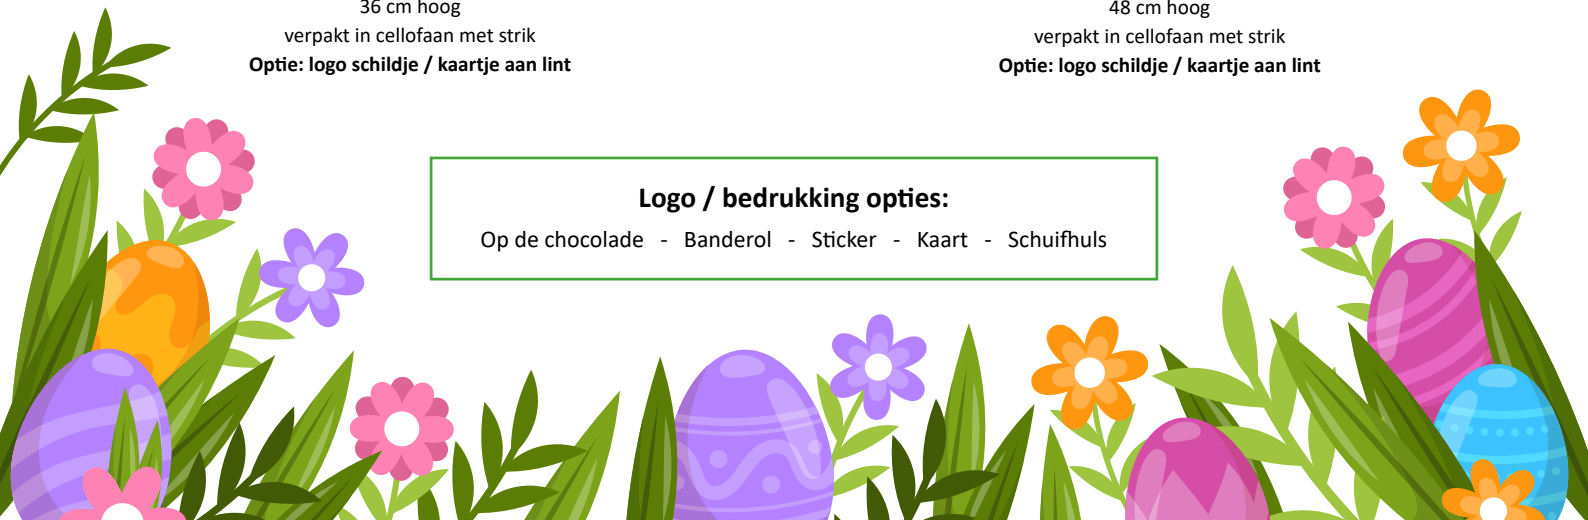 36 cm hoog
verpakt in cellofaan met strik
Optie: logo schildje / kaartje aan lint
48 cm hoog
verpakt in cellofaan met strik
Optie: logo schildje / kaartje aan lint
Logo / bedrukking opties:
Op de chocolade - Banderol - Sticker - Kaart - Schuifhuls